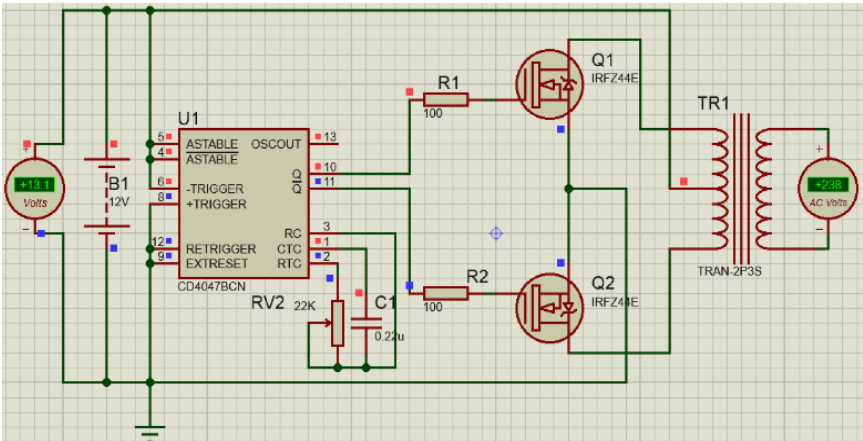 U1
5 ASTABLE OSCOUT 13
4 ASTABLE
Q 10
6 -TRIGGER Q 11
8 +TRIGGER
RC 3
12 RETRIGGER CTC 1
9 EXTRESET RTC 2
CD4047BCN
+13.1
Volts
+
−
B1
12V
RV2
22K
C1
0.22u
R1
100
R2
100
Q1
IRFZ44E
Q2
IRFZ44E
TR1
TRAN-2P3S
+
+238
AC Volts
−